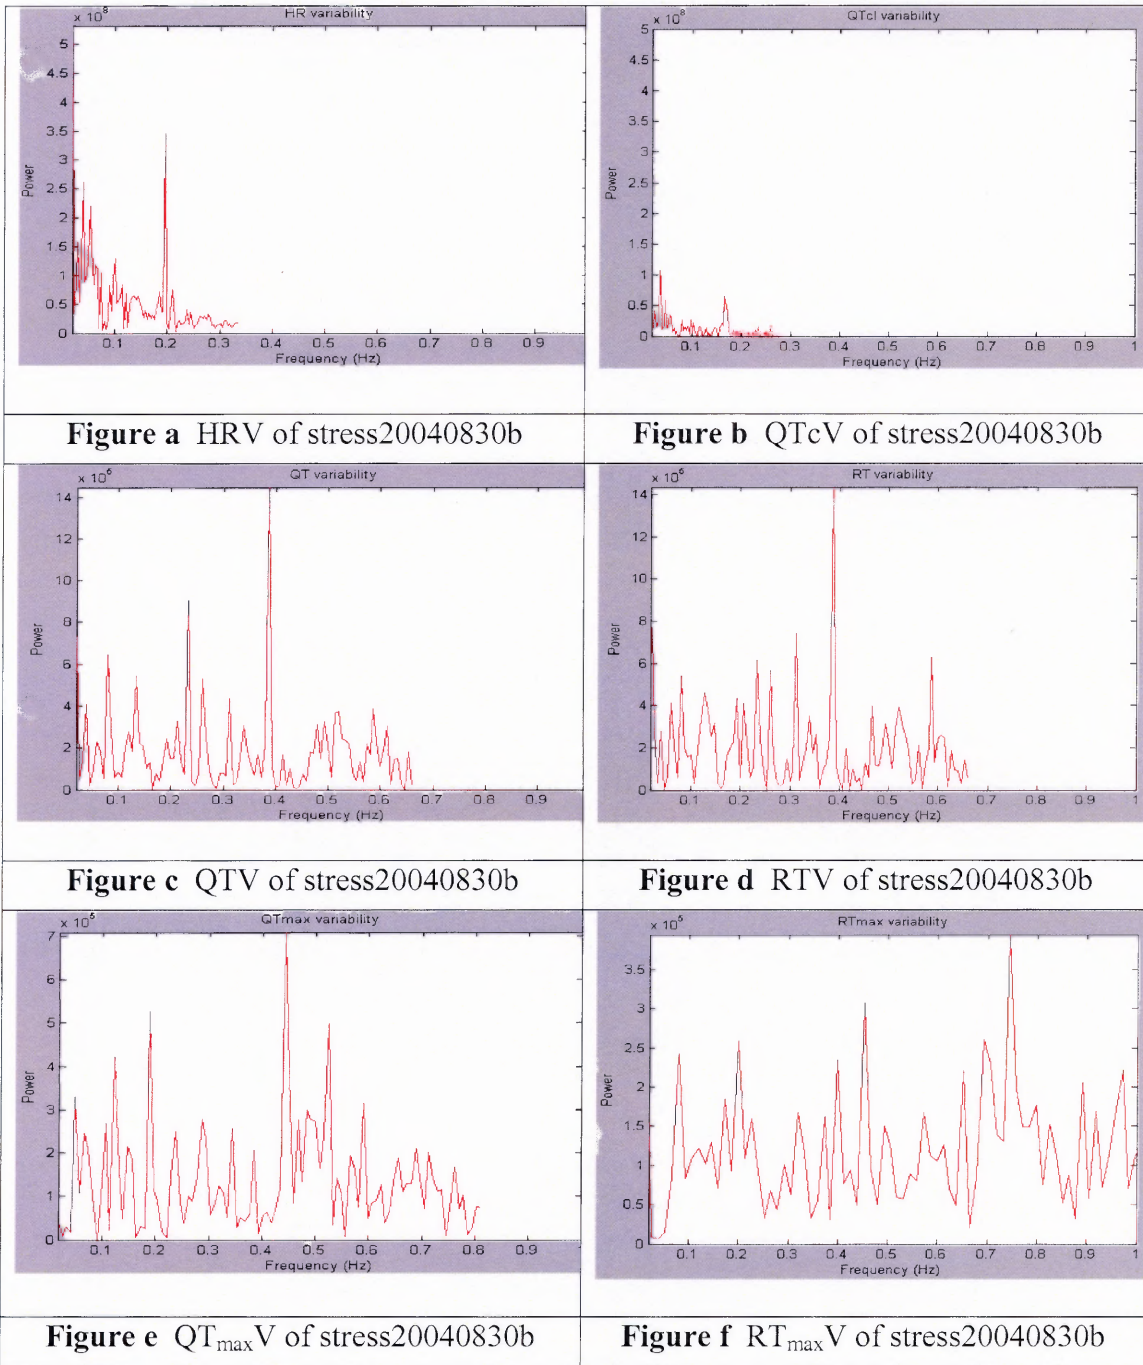 × 10⁸
HR variability
5
4.5
4
3.5
3
2.5
2
1.5
1
0.5
0
Power
0.1 0.2 0.3 0.4 0.5 0.6 0.7 0.8 0.9
Frequency (Hz)
Figure a HRV of stress20040830b
× 10⁸
QTcl variability
5
4.5
4
3.5
3
2.5
2
1.5
1
0.5
0
Power
0.1 0.2 0.3 0.4 0.5 0.6 0.7 0.8 0.9 1
Frequency (Hz)
Figure b QTcV of stress20040830b
× 10⁶
QT variability
14
12
10
8
6
4
2
0
Power
0.1 0.2 0.3 0.4 0.5 0.6 0.7 0.8 0.9
Frequency (Hz)
Figure c QTV of stress20040830b
× 10⁶
RT variability
14
12
10
8
6
4
2
0
Power
0.1 0.2 0.3 0.4 0.5 0.6 0.7 0.8 0.9 1
Frequency (Hz)
Figure d RTV of stress20040830b
× 10⁵
QTmax variability
7
6
5
4
3
2
1
0
Power
0.1 0.2 0.3 0.4 0.5 0.6 0.7 0.8 0.9
Frequency (Hz)
Figure e QTmaxV of stress20040830b
× 10⁵
RTmax variability
3.5
3
2.5
2
1.5
1
0.5
0
Power
0.1 0.2 0.3 0.4 0.5 0.6 0.7 0.8 0.9 1
Frequency (Hz)
Figure f RTmaxV of stress20040830b